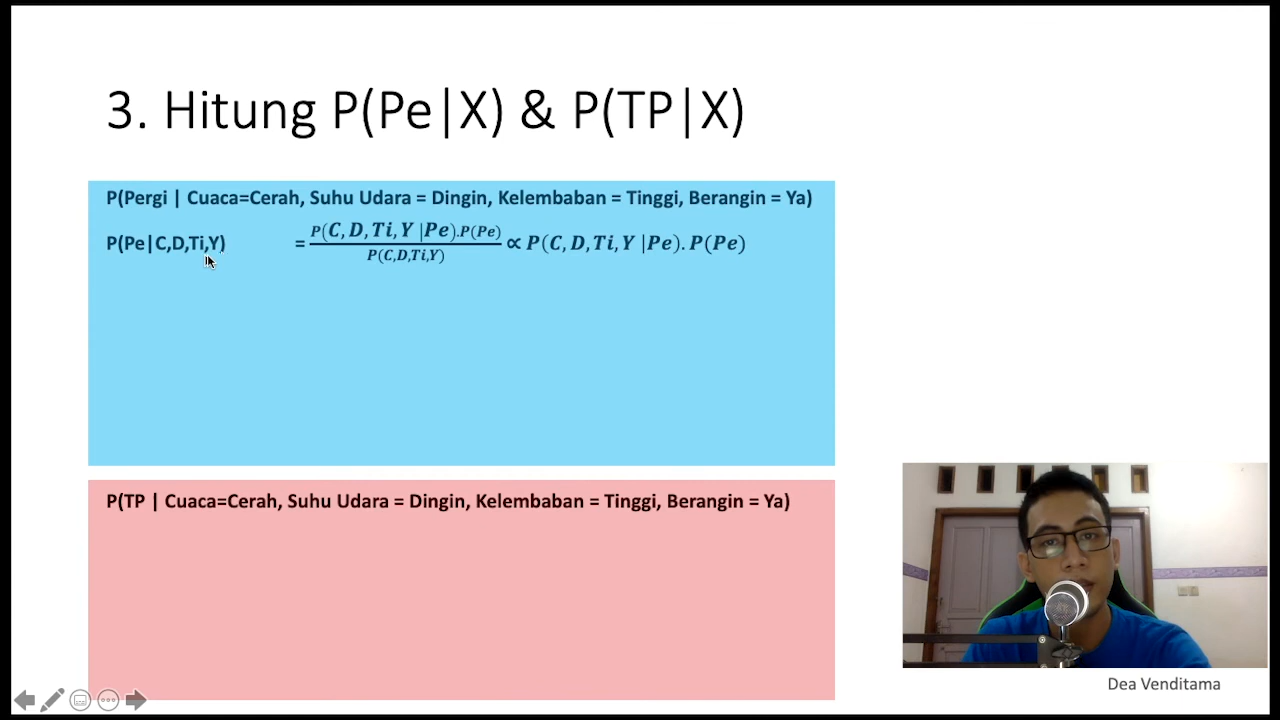 3. Hitung P(Pe|X) & P(TP|X)
P(Pergi | Cuaca=Cerah, Suhu Udara = Dingin, Kelembaban = Tinggi, Berangin = Ya)
P(Pe|C,D,Ti,Y) = P(C, D, Ti, Y |Pe).P(Pe) / P(C,D,Ti,Y) ∝ P(C, D, Ti, Y |Pe). P(Pe)
P(TP | Cuaca=Cerah, Suhu Udara = Dingin, Kelembaban = Tinggi, Berangin = Ya)
Dea Venditama